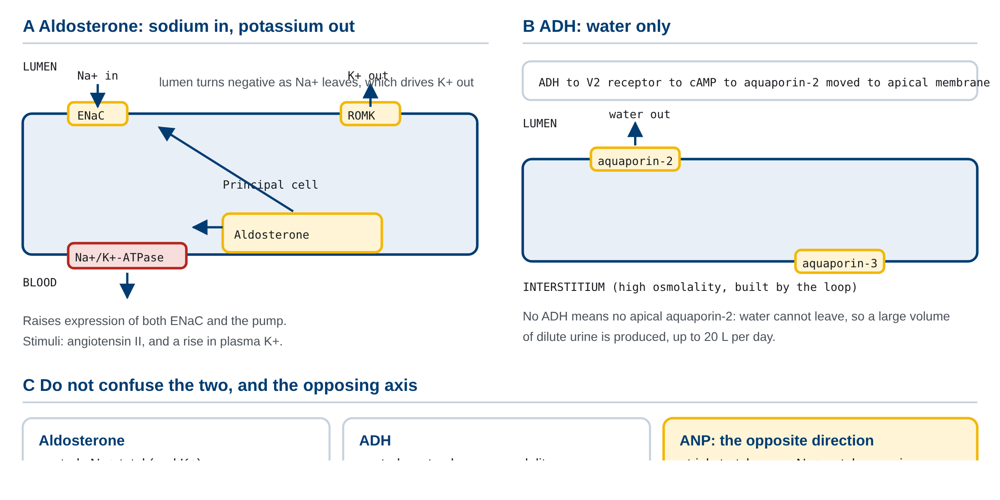 A Aldosterone: sodium in, potassium out
LUMEN
Na+ in
K+ out
lumen turns negative as Na+ leaves, which drives K+ out
ENaC
ROMK
Principal cell
Aldosterone
Na+/K+-ATPase
BLOOD
Raises expression of both ENaC and the pump.
Stimuli: angiotensin II, and a rise in plasma K+.
B ADH: water only
ADH to V2 receptor to cAMP to aquaporin-2 moved to apical membrane
water out
LUMEN
aquaporin-2
aquaporin-3
INTERSTITIUM (high osmolality, built by the loop)
No ADH means no apical aquaporin-2: water cannot leave, so a large volume
of dilute urine is produced, up to 20 L per day.
C Do not confuse the two, and the opposing axis
Aldosterone
ADH
ANP: the opposite direction